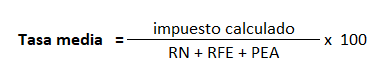 impuesto calculado
Tasa media = x 100
RN + RFE + PEA